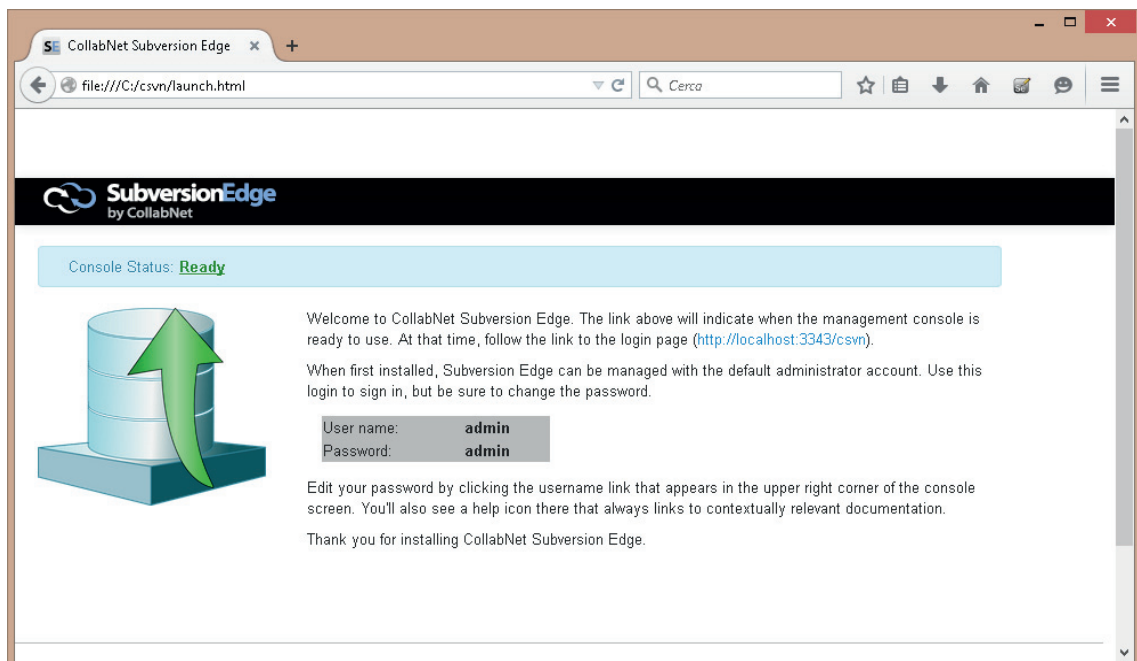 SE CollabNet Subversion Edge × +
file:///C:/csvn/launch.html
Cerca
SubversionEdge
by CollabNet
Console Status: Ready
Welcome to CollabNet Subversion Edge. The link above will indicate when the management console is
ready to use. At that time, follow the link to the login page (http://localhost:3343/csvn).
When first installed, Subversion Edge can be managed with the default administrator account. Use this
login to sign in, but be sure to change the password.
User name: admin
Password: admin
Edit your password by clicking the username link that appears in the upper right corner of the console
screen. You'll also see a help icon there that always links to contextually relevant documentation.
Thank you for installing CollabNet Subversion Edge.